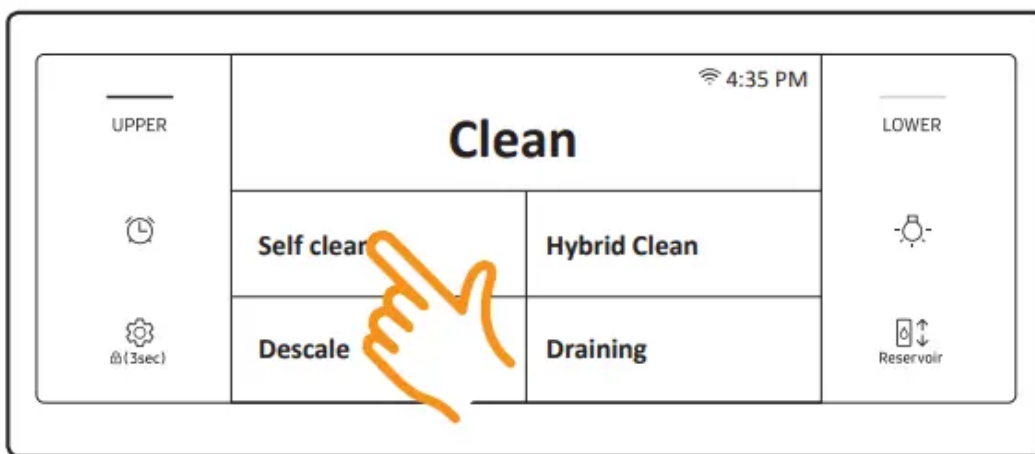 4:35 PM
UPPER
Clean
LOWER
Self clean
Hybrid Clean
(3sec)
Descale
Draining
Reservoir